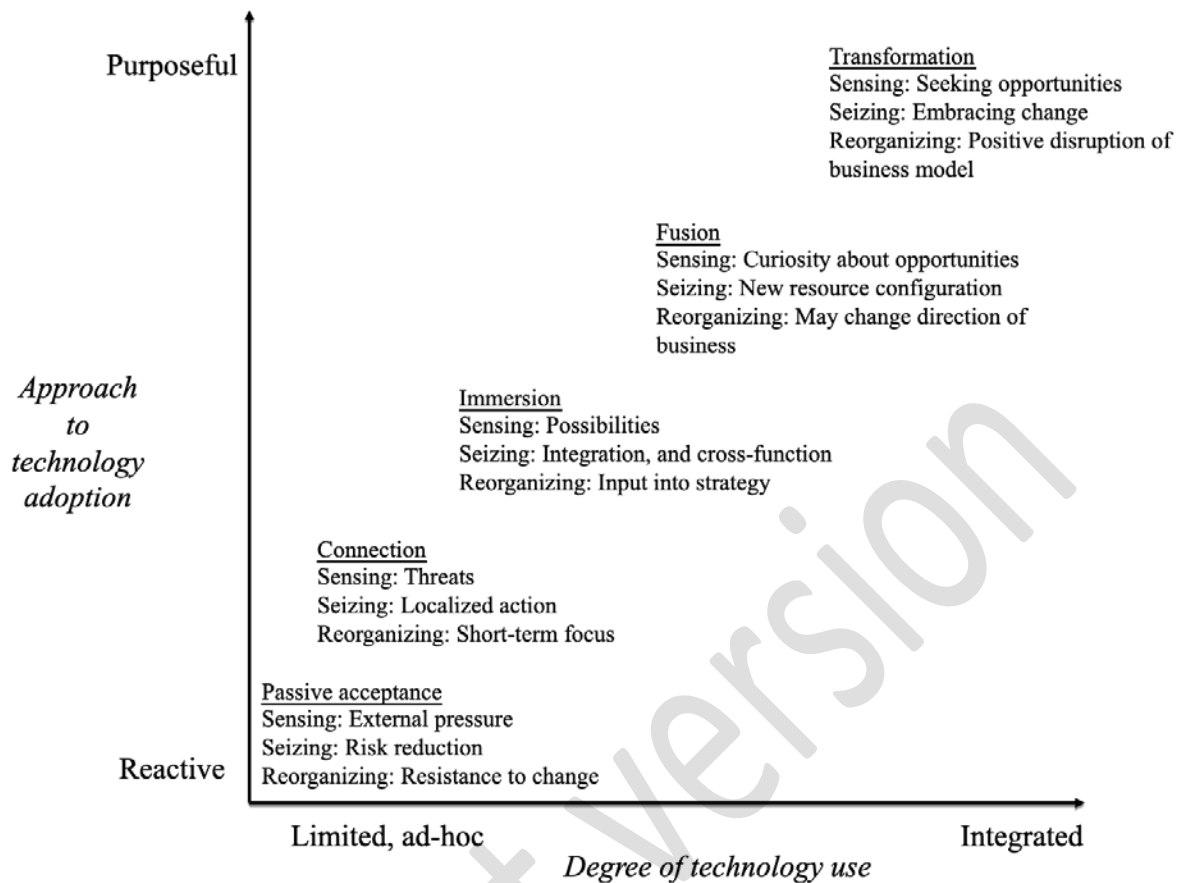 Purposeful
Transformation
Sensing: Seeking opportunities
Seizing: Embracing change
Reorganizing: Positive disruption of
business model
Fusion
Sensing: Curiosity about opportunities
Seizing: New resource configuration
Reorganizing: May change direction of
business
Approach
to
technology
adoption
Immersion
Sensing: Possibilities
Seizing: Integration, and cross-function
Reorganizing: Input into strategy
Connection
Sensing: Threats
Seizing: Localized action
Reorganizing: Short-term focus
Passive acceptance
Sensing: External pressure
Seizing: Risk reduction
Reorganizing: Resistance to change
Reactive
Limited, ad-hoc
Integrated
Degree of technology use
version